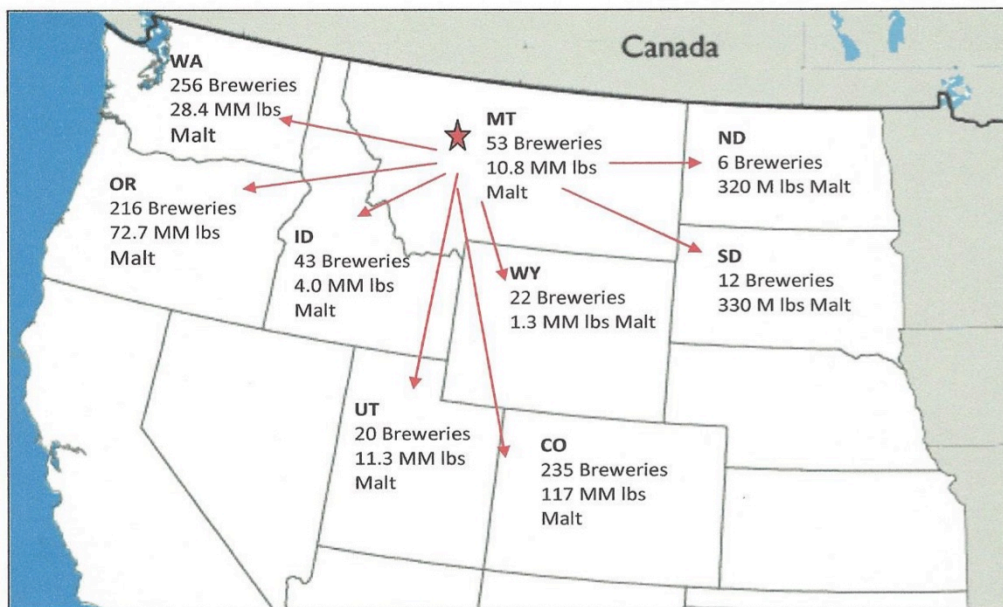 Canada
WA
256 Breweries
28.4 MM lbs
Malt
MT
53 Breweries
10.8 MM lbs
Malt
ND
6 Breweries
320 M lbs Malt
OR
216 Breweries
72.7 MM lbs
Malt
ID
43 Breweries
4.0 MM lbs
Malt
WY
22 Breweries
1.3 MM lbs Malt
SD
12 Breweries
330 M lbs Malt
UT
20 Breweries
11.3 MM lbs
Malt
CO
235 Breweries
117 MM lbs
Malt